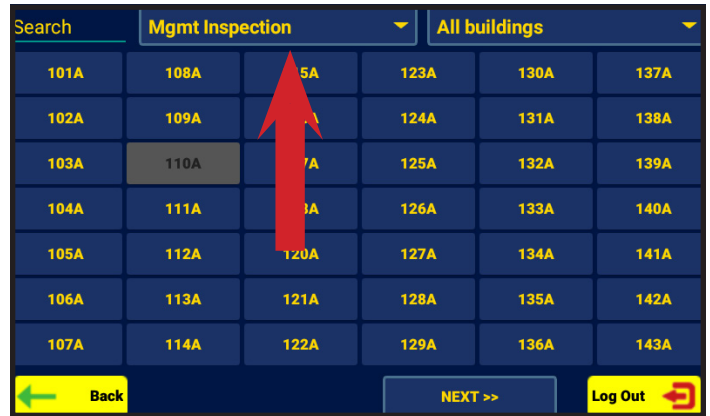 Search Mgmt Inspection All buildings
101A 108A 123A 130A 137A
102A 109A 124A 131A 138A
103A 110A 125A 132A 139A
104A 111A 126A 133A 140A
105A 112A 120A 127A 134A 141A
106A 113A 121A 128A 135A 142A
107A 114A 122A 129A 136A 143A
Back NEXT >> Log Out